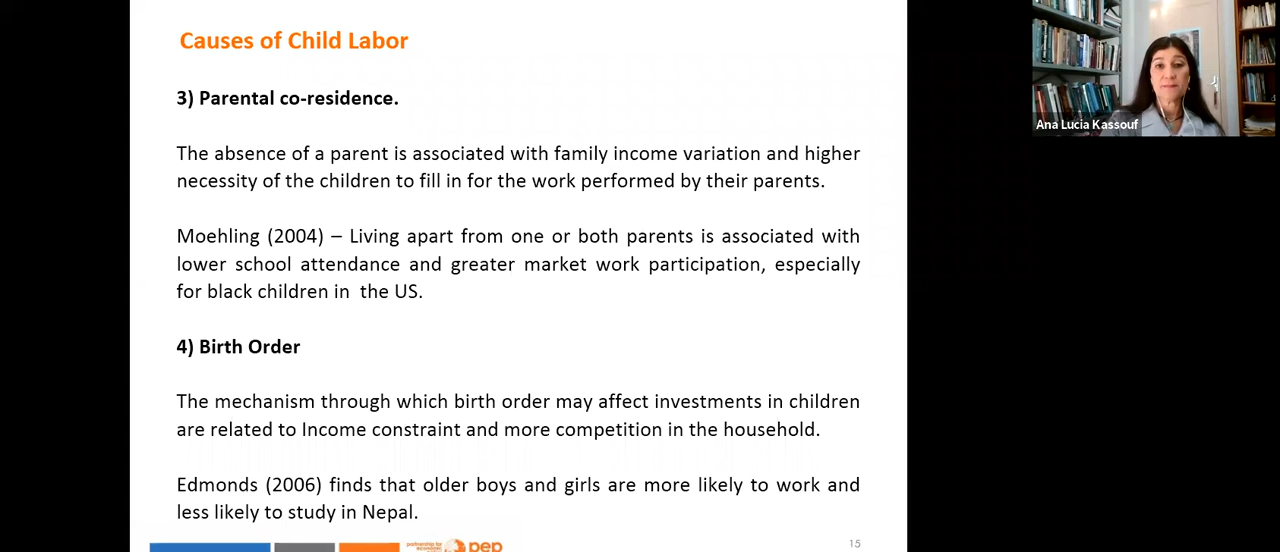 Causes of Child Labor
3) Parental co-residence.
The absence of a parent is associated with family income variation and higher
necessity of the children to fill in for the work performed by their parents.
Moehling (2004) – Living apart from one or both parents is associated with
lower school attendance and greater market work participation, especially
for black children in the US.
4) Birth Order
The mechanism through which birth order may affect investments in children
are related to Income constraint and more competition in the household.
Edmonds (2006) finds that older boys and girls are more likely to work and
less likely to study in Nepal.
partnership for
economic
pep
15
Ana Lucia Kassouf